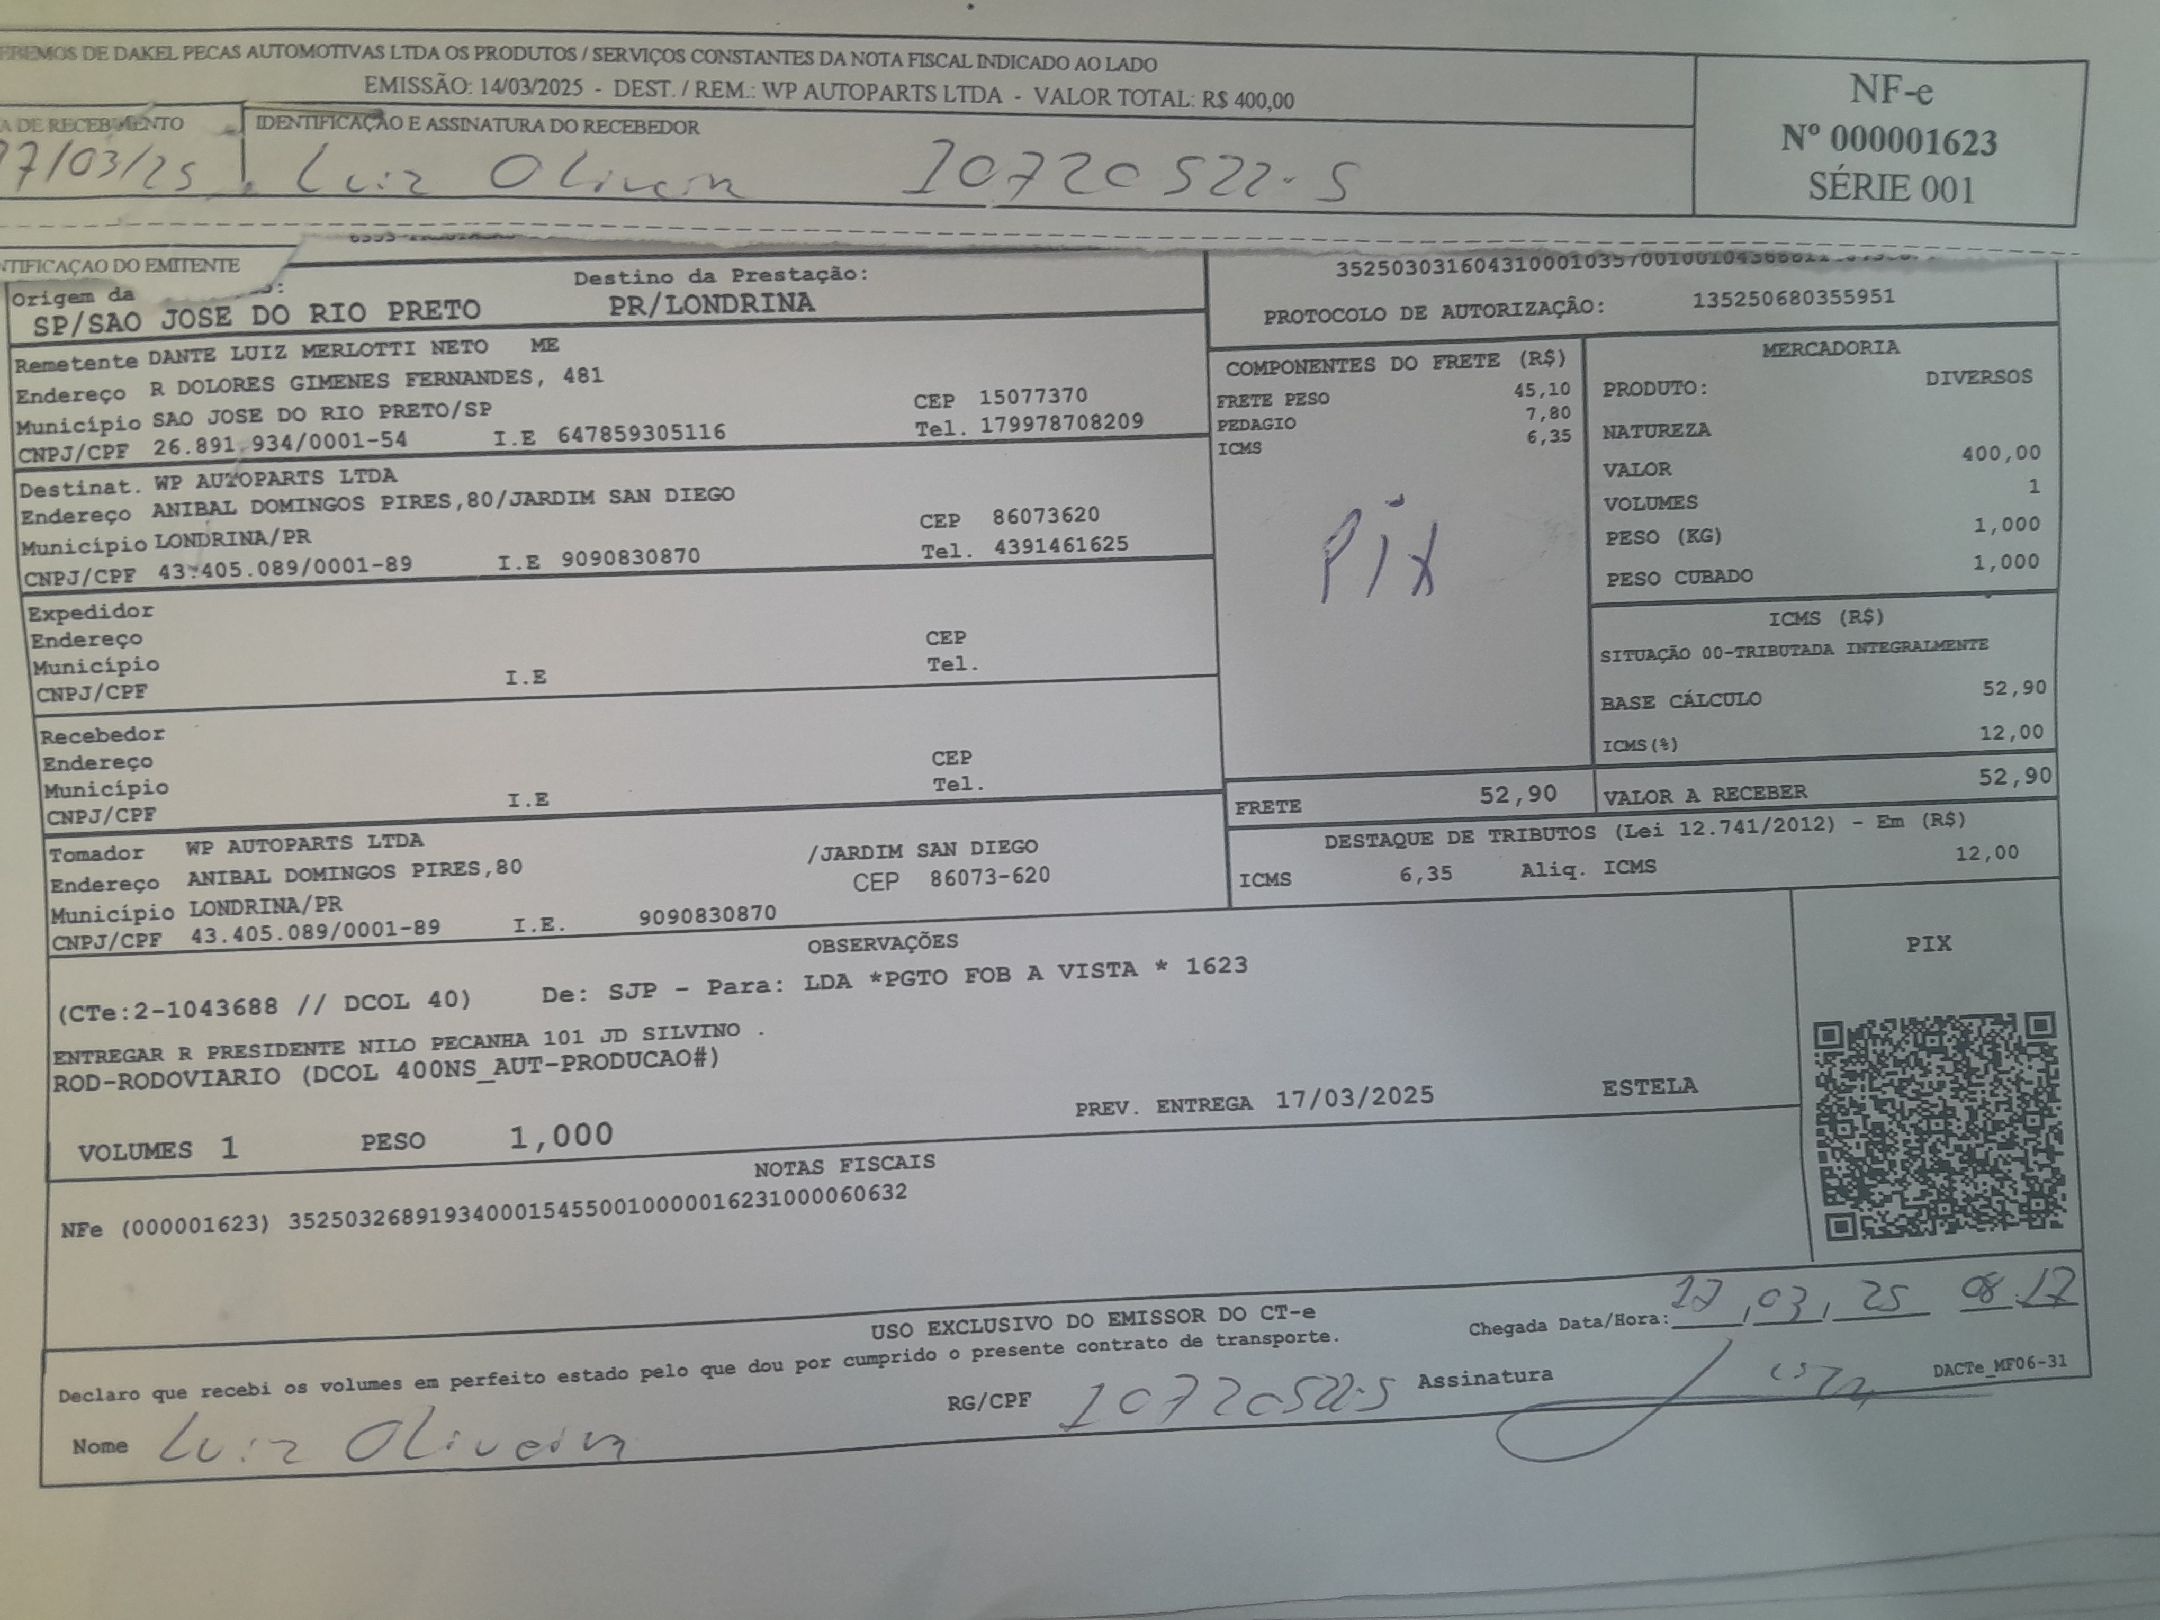 DE DAKEL PECAS AUTOMOTIVAS LTDA OS PRODUTOS / SERVIÇOS CONSTANTES DA NOTA FISCAL INDICADO AO LADO
EMISSÃO: 14/03/2025 - DEST. / REM.: WP AUTOPARTS LTDA - VALOR TOTAL: R$ 400,00
NF-e
Nº 000001623
SÉRIE 001
DE RECEBIMENTO IDENTIFICAÇÃO E ASSINATURA DO RECEBEDOR
17/03/25 Luiz Oliveira 10720522-5
DO EMITENTE
Origem da Destino da Prestação:
SP/SAO JOSE DO RIO PRETO PR/LONDRINA
PROTOCOLO DE AUTORIZAÇÃO: 135250680355951
Remetente DANTE LUIZ MERLOTTI NETO ME
Endereço R DOLORES GIMENES FERNANDES, 481
Município SAO JOSE DO RIO PRETO/SP CEP 15077370
CNPJ/CPF 26.891.934/0001-54 I.E 647859305116 Tel. 179978708209
Destinat. WP AUTOPARTS LTDA
Endereço ANIBAL DOMINGOS PIRES,80/JARDIM SAN DIEGO
Município LONDRINA/PR CEP 86073620
CNPJ/CPF 43.405.089/0001-89 I.E 9090830870 Tel. 4391461625
Expedidor
Endereço CEP
Município Tel.
CNPJ/CPF I.E
Recebedor
Endereço CEP
Município Tel.
CNPJ/CPF I.E
Tomador WP AUTOPARTS LTDA
Endereço ANIBAL DOMINGOS PIRES,80 /JARDIM SAN DIEGO
Município LONDRINA/PR CEP 86073-620
CNPJ/CPF 43.405.089/0001-89 I.E. 9090830870
COMPONENTES DO FRETE (R$)
FRETE PESO 45,10
PEDAGIO 7,80
ICMS 6,35
Pix
FRETE 52,90
MERCADORIA
PRODUTO: DIVERSOS
NATUREZA
VALOR 400,00
VOLUMES 1
PESO (KG) 1,000
PESO CUBADO 1,000
ICMS (R$)
SITUAÇÃO 00-TRIBUTADA INTEGRALMENTE
BASE CÁLCULO 52,90
ICMS(%) 12,00
VALOR A RECEBER 52,90
DESTAQUE DE TRIBUTOS (Lei 12.741/2012) - Em (R$)
ICMS 6,35 Aliq. ICMS 12,00
OBSERVAÇÕES
(CTe:2-1043688 // DCOL 40) De: SJP - Para: LDA *PGTO FOB A VISTA * 1623
ENTREGAR R PRESIDENTE NILO PECANHA 101 JD SILVINO .
ROD-RODOVIARIO (DCOL 400NS_AUT-PRODUCAO#)
PREV. ENTREGA 17/03/2025 ESTELA
VOLUMES 1 PESO 1,000
PIX
NOTAS FISCAIS
NFe (000001623) 35250326891934000154550010000016231000060632
USO EXCLUSIVO DO EMISSOR DO CT-e
Declaro que recebi os volumes em perfeito estado pelo que dou por cumprido o presente contrato de transporte.
Chegada Data/Hora: 17,03,25 08:17
Nome Luiz Oliveira RG/CPF 10720522-5 Assinatura
DACTe_MF06-31